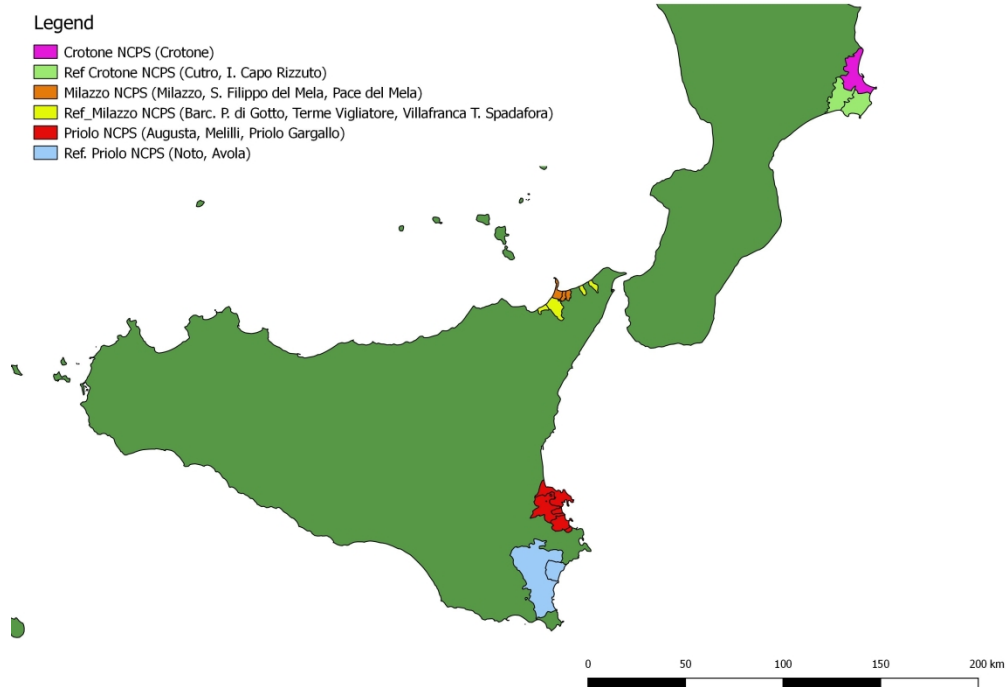 Legend
Crotone NCPS (Crotone)
Ref Crotone NCPS (Cutro, I. Capo Rizzuto)
Milazzo NCPS (Milazzo, S. Filippo del Mela, Pace del Mela)
Ref_Milazzo NCPS (Barc. P. di Gotto, Terme Vigliatore, Villafranca T. Spadafora)
Priolo NCPS (Augusta, Melilli, Priolo Gargallo)
Ref. Priolo NCPS (Noto, Avola)
0 50 100 150 200 km